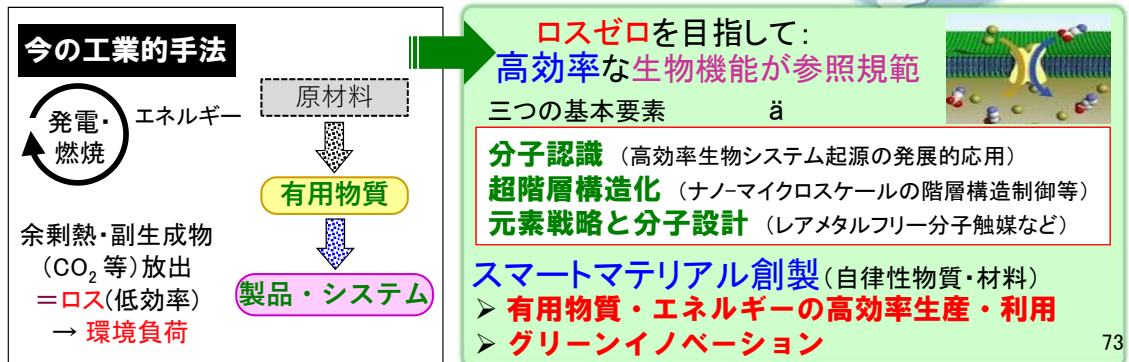 今の工業的手法
発電・
燃焼
エネルギー
原材料
有用物質
製品・システム
余剰熱・副生成物
（CO₂ 等）放出
＝ロス(低効率)
→ 環境負荷
ロスゼロを目指して：
高効率な生物機能が参照規範
三つの基本要素 ä
分子認識 （高効率生物システム起源の発展的応用）
超階層構造化 （ナノ-マイクロスケールの階層構造制御等）
元素戦略と分子設計 （レアメタルフリー分子触媒など）
スマートマテリアル創製（自律性物質・材料）
➢ 有用物質・エネルギーの高効率生産・利用
➢ グリーンイノベーション
73